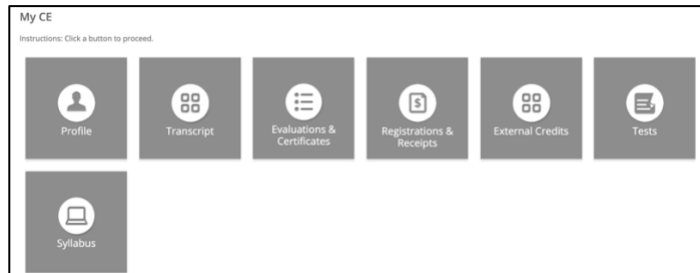 My CE
Instructions: Click a button to proceed.
Profile
Transcript
Evaluations &
Certificates
Registrations &
Receipts
External Credits
Tests
Syllabus